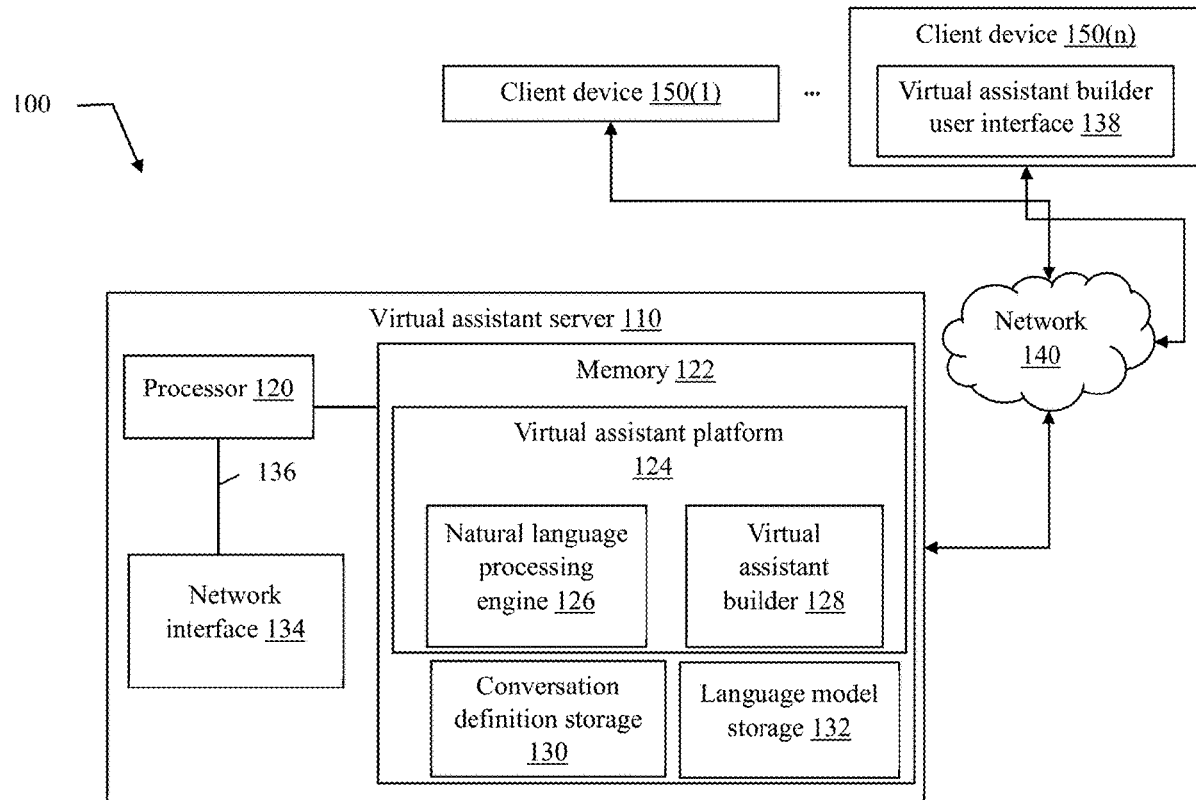 100
Client device 150(1)
...
Client device 150(n)
Virtual assistant builder
user interface 138
Network
140
Virtual assistant server 110
Processor 120
136
Network
interface 134
Memory 122
Virtual assistant platform
124
Natural language
processing
engine 126
Virtual
assistant
builder 128
Conversation
definition storage
130
Language model
storage 132